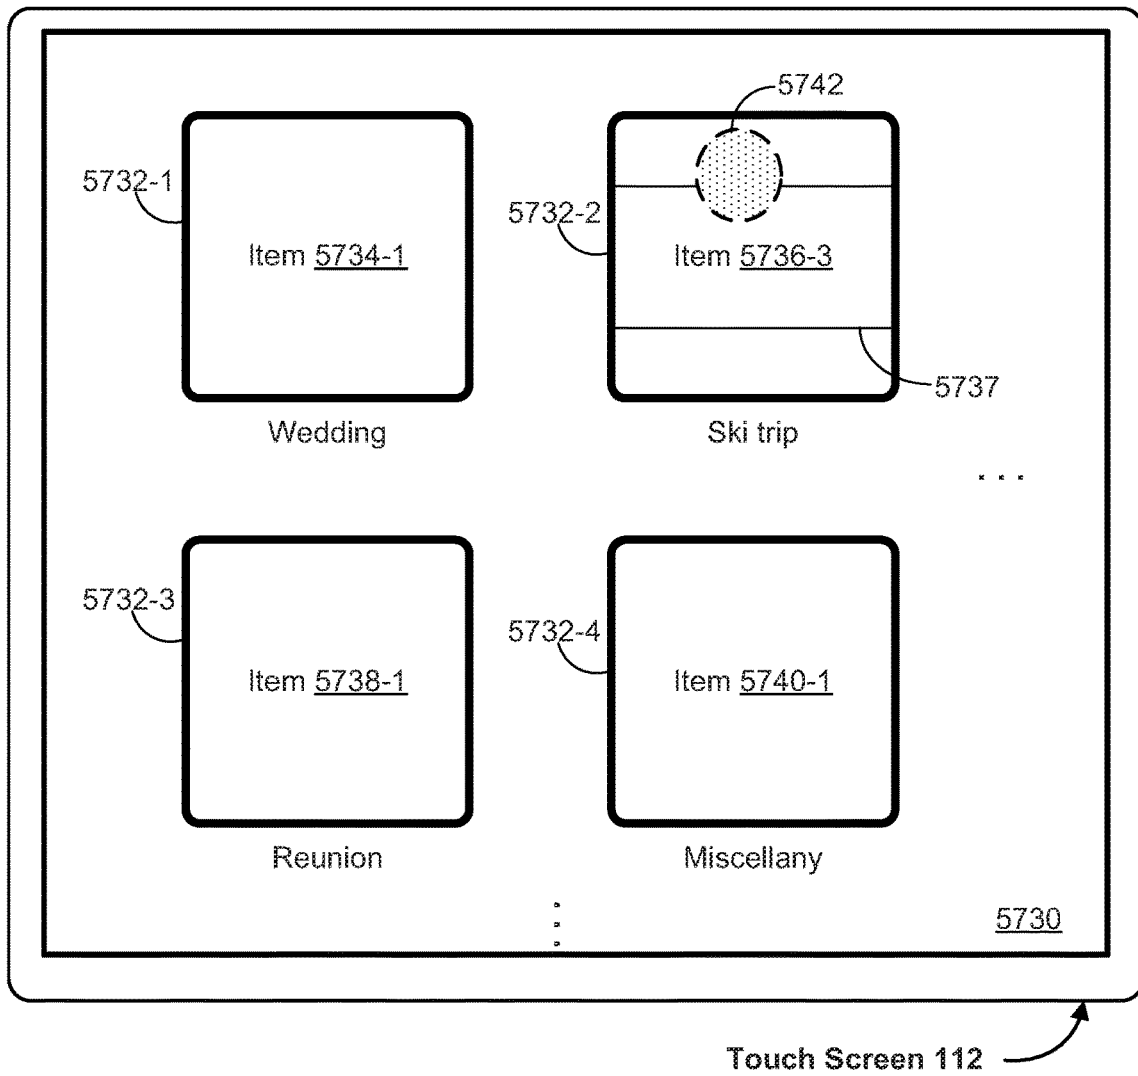 5742
5732-1
5732-2
Item 5734-1
Item 5736-3
5737
Wedding
Ski trip
. . .
5732-3
5732-4
Item 5738-1
Item 5740-1
Reunion
Miscellany
5730
Touch Screen 112